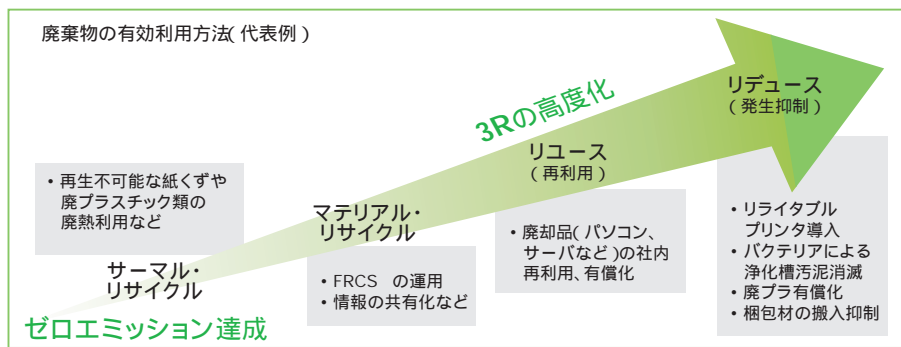 廃棄物の有効利用方法(代表例)
3Rの高度化
リデュース
(発生抑制)
・リライタブル
プリンタ導入
・バクテリアによる
浄化槽汚泥消滅
・廃プラ有償化
・梱包材の搬入抑制
リユース
(再利用)
・廃却品(パソコン、
サーバなど)の社内
再利用、有償化
マテリアル・
リサイクル
・FRCS の運用
・情報の共有化など
・再生不可能な紙くずや
廃プラスチック類の
廃熱利用など
サーマル・
リサイクル
ゼロエミッション達成